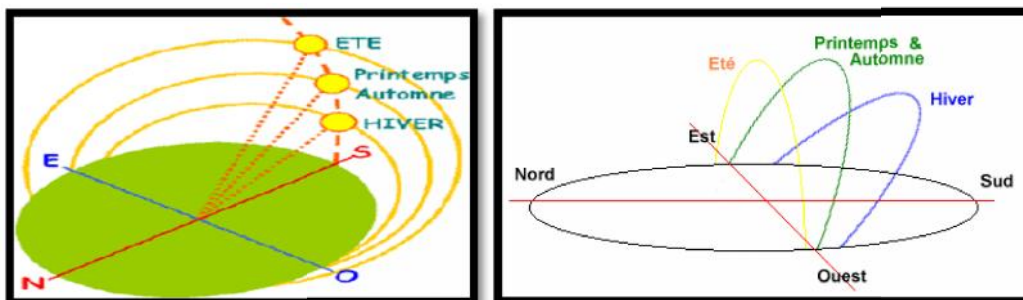 ETE
Printemps
Automne
HIVER
E
S
N
O
Printemps &
Automne
Eté
Hiver
Est
Nord
Sud
Ouest